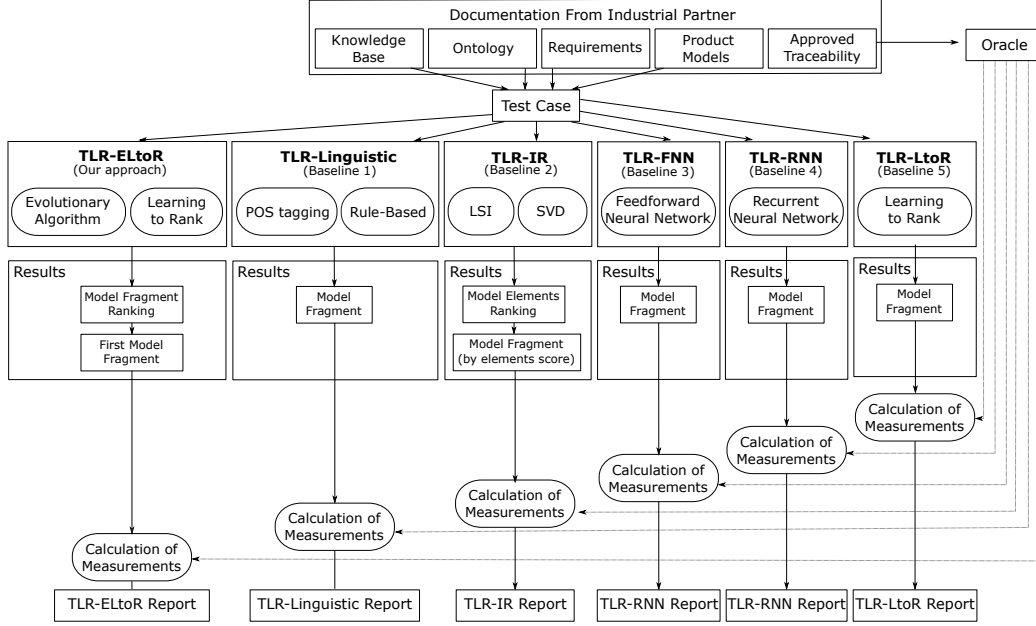 Documentation From Industrial Partner
Knowledge
Base
Ontology
Requirements
Product
Models
Approved
Traceability
Oracle
Test Case
TLR-ELtoR
(Our approach)
Evolutionary
Algorithm
Learning
to Rank
TLR-Linguistic
(Baseline 1)
POS tagging
Rule-Based
TLR-IR
(Baseline 2)
LSI
SVD
TLR-FNN
(Baseline 3)
Feedforward
Neural Network
TLR-RNN
(Baseline 4)
Recurrent
Neural Network
TLR-LtoR
(Baseline 5)
Learning
to Rank
Results
Model Fragment
Ranking
First Model
Fragment
Results
Model
Fragment
Results
Model Elements
Ranking
Model Fragment
(by elements score)
Results
Model
Fragment
Results
Model
Fragment
Results
Model
Fragment
Calculation of
Measurements
Calculation of
Measurements
Calculation of
Measurements
Calculation of
Measurements
Calculation of
Measurements
Calculation of
Measurements
TLR-ELtoR Report
TLR-Linguistic Report
TLR-IR Report
TLR-RNN Report
TLR-RNN Report
TLR-LtoR Report